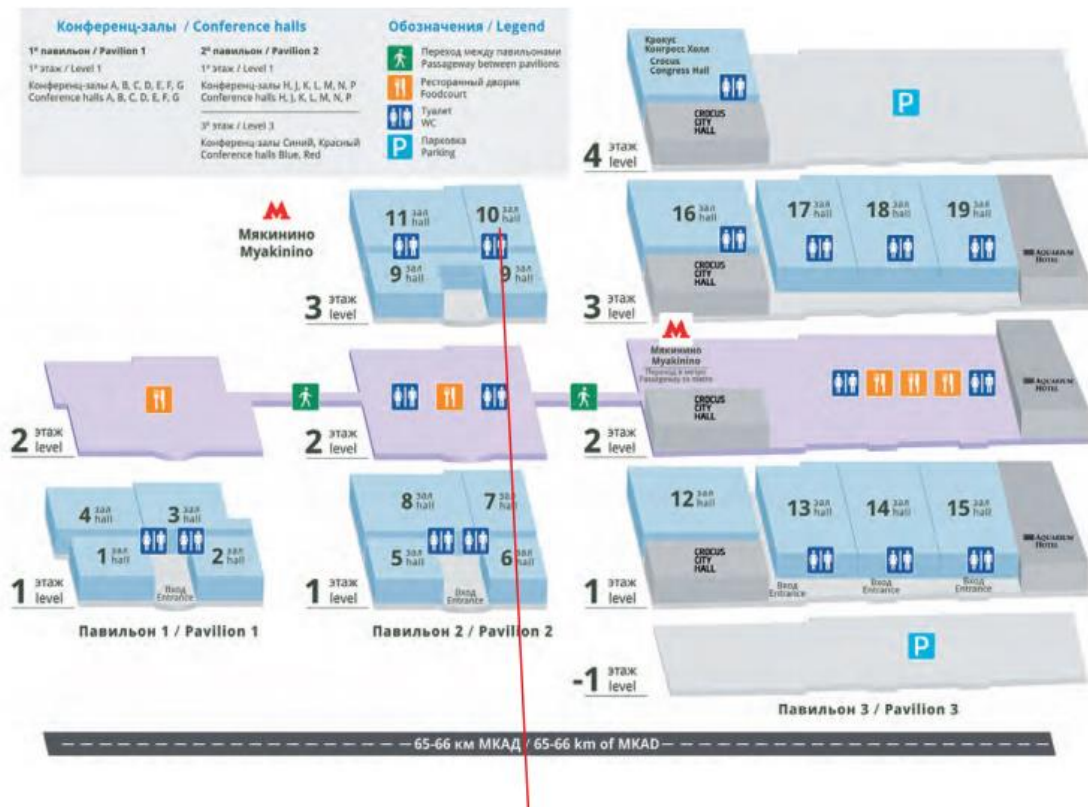 Конференц-залы / Conference halls
1й павильон / Pavilion 1
1й этаж / Level 1
Конференц-залы A, B, C, D, E, F, G
Conference halls A, B, C, D, E, F, G
2й павильон / Pavilion 2
1й этаж / Level 1
Конференц-залы H, J, K, L, M, N, P
Conference halls H, J, K, L, M, N, P
3й этаж / Level 3
Конференц-залы Синий, Красный
Conference halls Blue, Red
Обозначения / Legend
Переход между павильонами
Passageway between pavilions
Ресторанный дворик
Foodcourt
Туалет
WC
P
Парковка
Parking
Крокус
Конгресс Холл
Crocus
Congress Hall
CROCUS
CITY
HALL
P
4 этаж
level
Мякинино
Myakinino
11 зал
hall
10 зал
hall
9 зал
hall
9 зал
hall
3 этаж
level
16 зал
hall
17 зал
hall
18 зал
hall
19 зал
hall
CROCUS
CITY
HALL
AQUARIUM
HOTEL
3 этаж
level
Мякинино
Myakinino
Переход в метро
Passageway to metro
CROCUS
CITY
HALL
AQUARIUM
HOTEL
2 этаж
level
2 этаж
level
2 этаж
level
4 зал
hall
3 зал
hall
1 зал
hall
2 зал
hall
Вход
Entrance
1 этаж
level
Павильон 1 / Pavilion 1
8 зал
hall
7 зал
hall
5 зал
hall
6 зал
hall
Вход
Entrance
1 этаж
level
Павильон 2 / Pavilion 2
12 зал
hall
13 зал
hall
14 зал
hall
15 зал
hall
CROCUS
CITY
HALL
AQUARIUM
HOTEL
Вход
Entrance
Вход
Entrance
Вход
Entrance
1 этаж
level
P
-1 этаж
level
Павильон 3 / Pavilion 3
65-66 км МКАД / 65-66 km of MKAD